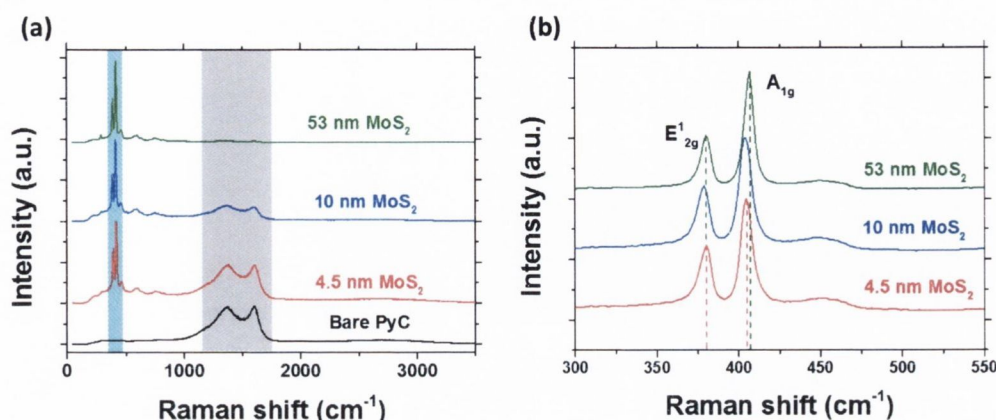 (a)
Intensity (a.u.)
53 nm MoS₂
10 nm MoS₂
4.5 nm MoS₂
Bare PyC
0 1000 2000 3000
Raman shift (cm⁻¹)
(b)
Intensity (a.u.)
E¹₂g
A₁g
53 nm MoS₂
10 nm MoS₂
4.5 nm MoS₂
300 350 400 450 500 550
Raman shift (cm⁻¹)